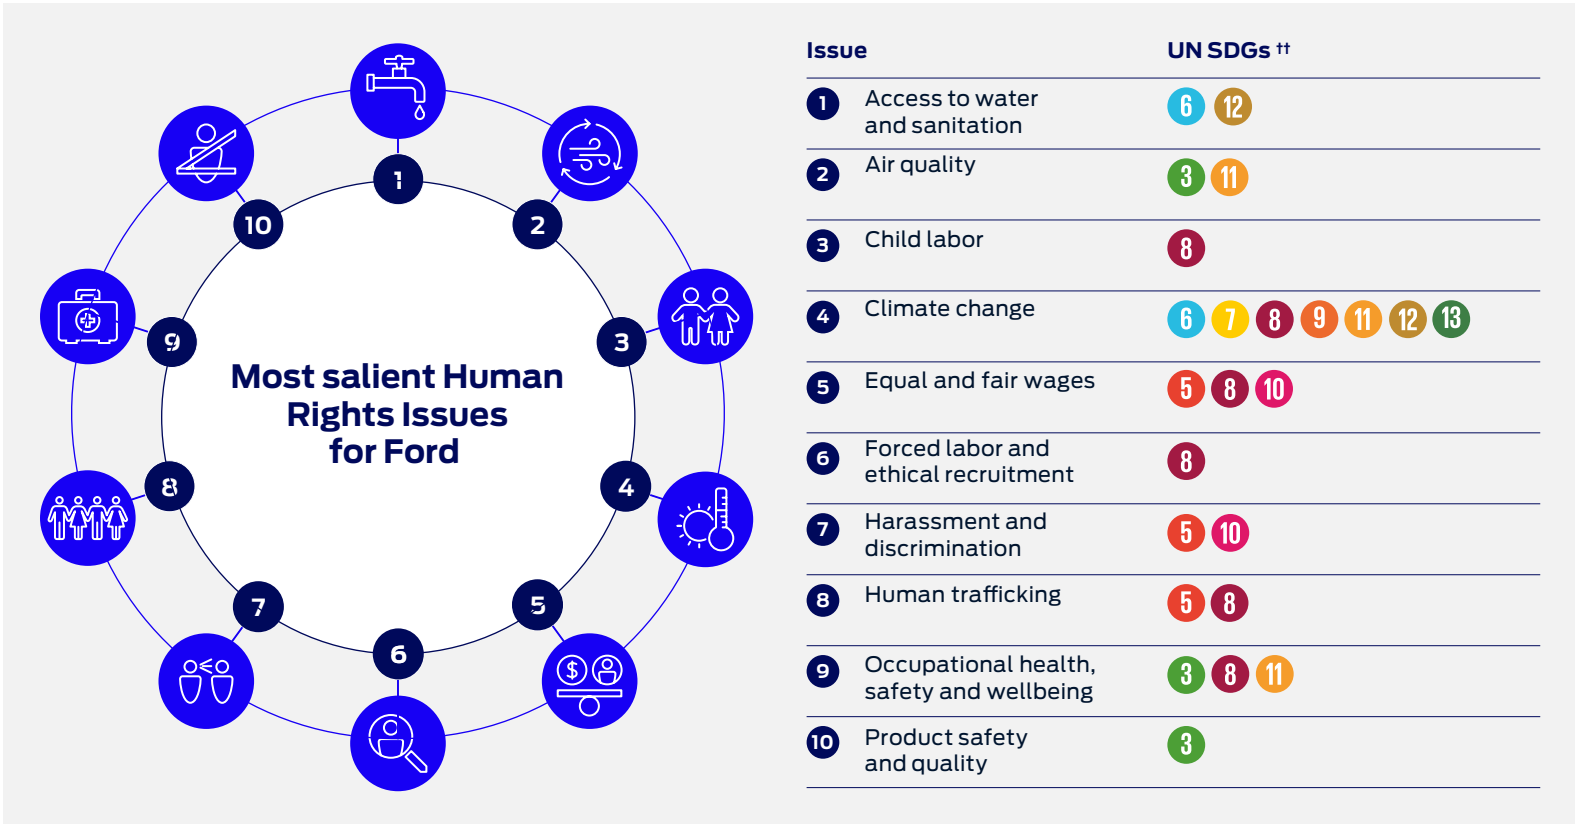 1
2
3
4
5
6
7
8
9
10
Most salient Human
Rights Issues
for Ford
$
Issue UN SDGs ††
1 Access to water
and sanitation
6 12
2 Air quality
3 11
3 Child labor
8
4 Climate change
6 7 8 9 11 12 13
5 Equal and fair wages
5 8 10
6 Forced labor and
ethical recruitment
8
7 Harassment and
discrimination
5 10
8 Human trafficking
5 8
9 Occupational health,
safety and wellbeing
3 8 11
10 Product safety
and quality
3